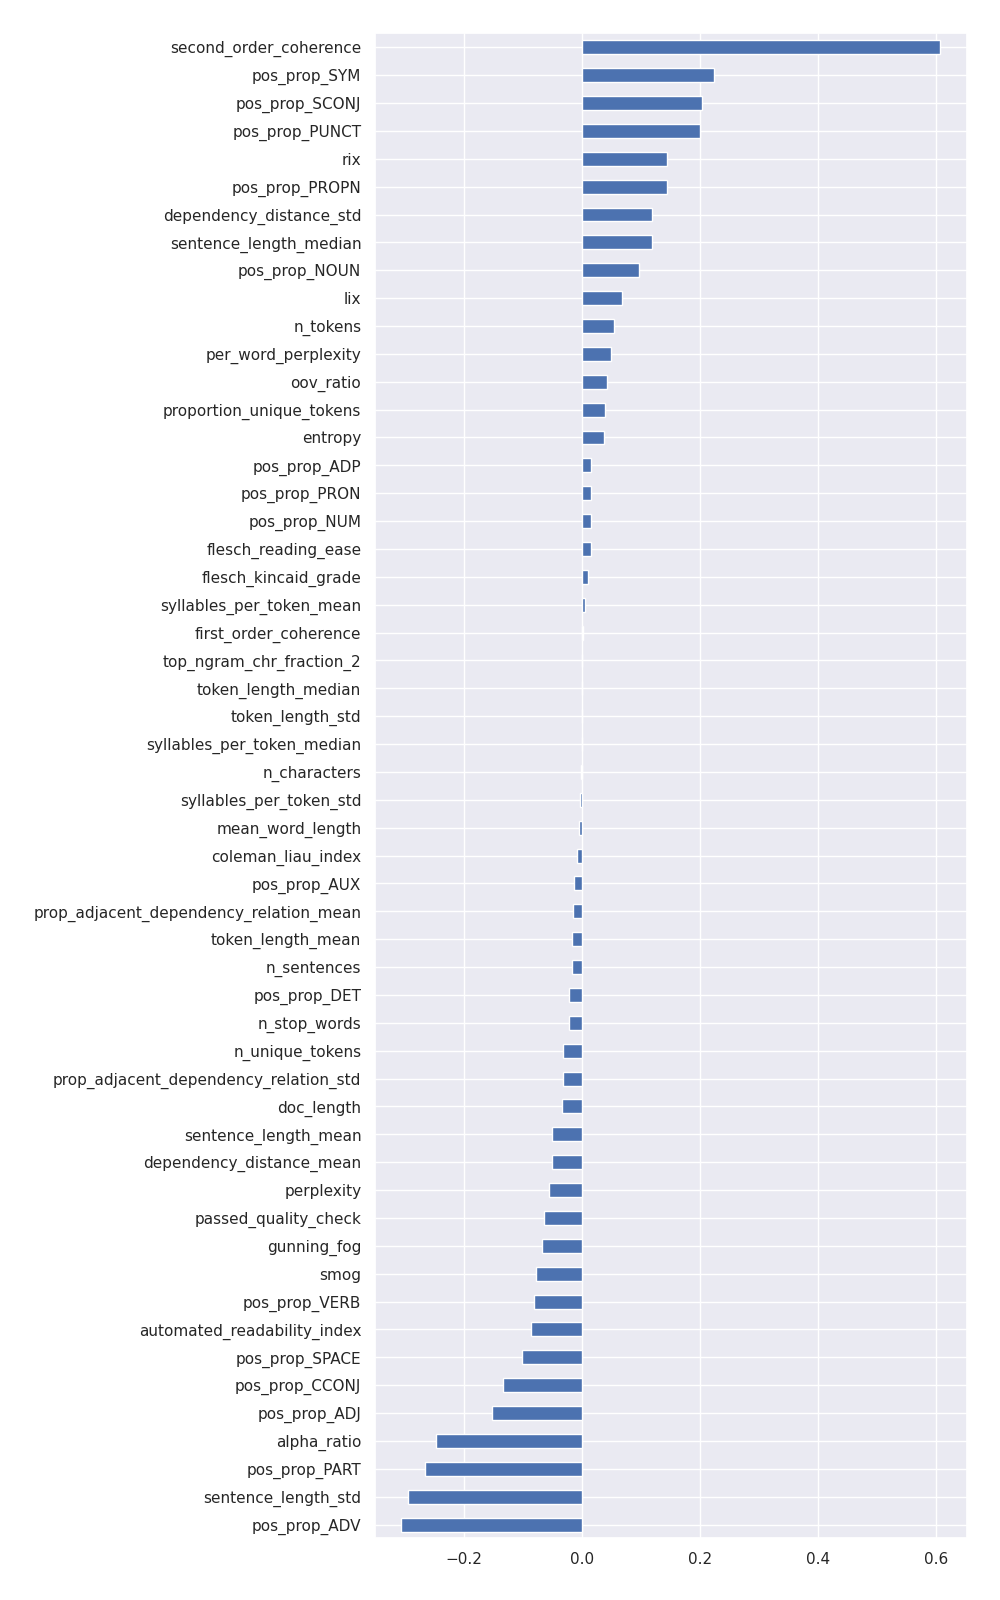 second_order_coherence
pos_prop_SYM
pos_prop_SCONJ
pos_prop_PUNCT
rix
pos_prop_PROPN
dependency_distance_std
sentence_length_median
pos_prop_NOUN
lix
n_tokens
per_word_perplexity
oov_ratio
proportion_unique_tokens
entropy
pos_prop_ADP
pos_prop_PRON
pos_prop_NUM
flesch_reading_ease
flesch_kincaid_grade
syllables_per_token_mean
first_order_coherence
top_ngram_chr_fraction_2
token_length_median
token_length_std
syllables_per_token_median
n_characters
syllables_per_token_std
mean_word_length
coleman_liau_index
pos_prop_AUX
prop_adjacent_dependency_relation_mean
token_length_mean
n_sentences
pos_prop_DET
n_stop_words
n_unique_tokens
prop_adjacent_dependency_relation_std
doc_length
sentence_length_mean
dependency_distance_mean
perplexity
passed_quality_check
gunning_fog
smog
pos_prop_VERB
automated_readability_index
pos_prop_SPACE
pos_prop_CCONJ
pos_prop_ADJ
alpha_ratio
pos_prop_PART
sentence_length_std
pos_prop_ADV
−0.2 0.0 0.2 0.4 0.6